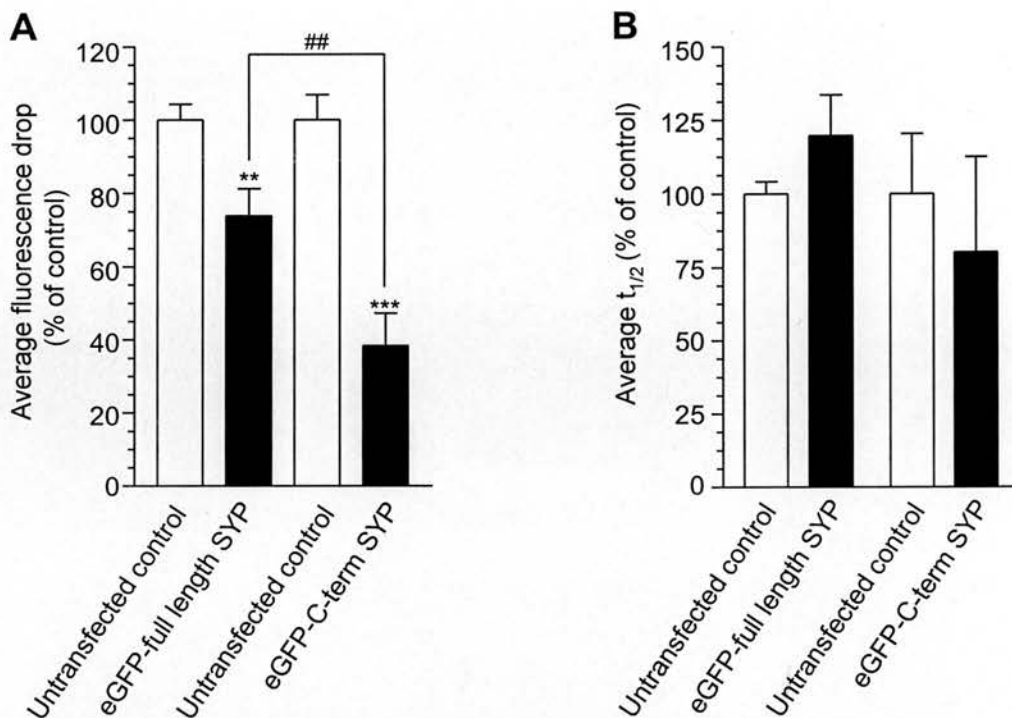 A
Average fluorescence drop
(% of control)
120
100
80
60
40
20
0
##
**
***
Untransfected control
eGFP-full length SYP
Untransfected control
eGFP-C-term SYP
B
Average t1/2 (% of control)
150
125
100
75
50
25
0
Untransfected control
eGFP-full length SYP
Untransfected control
eGFP-C-term SYP